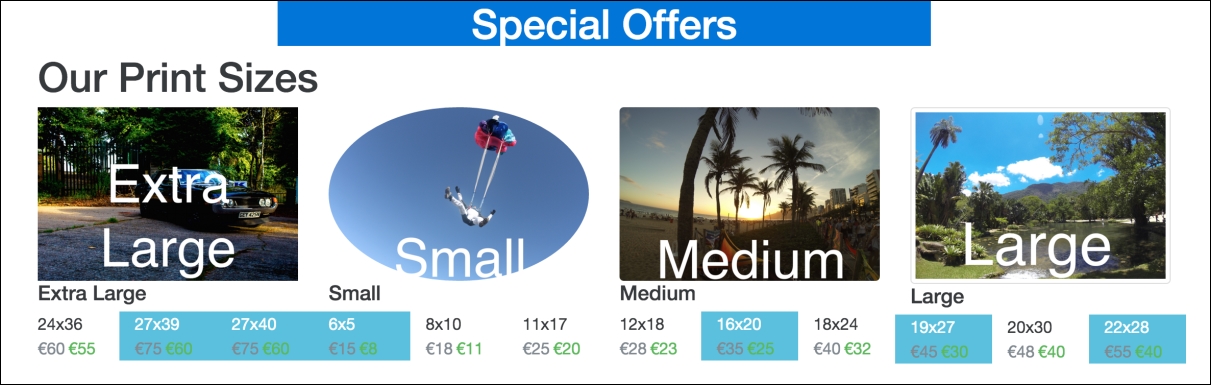 Special Offers
Our Print Sizes
Extra
Large
Small
Medium
Large
Extra Large
Small
Medium
Large
24x36
€60 €55
27x39
€75 €60
27x40
€75 €60
6x5
€15 €8
8x10
€18 €11
11x17
€25 €20
12x18
€28 €23
16x20
€35 €25
18x24
€40 €32
19x27
€45 €30
20x30
€48 €40
22x28
€55 €40